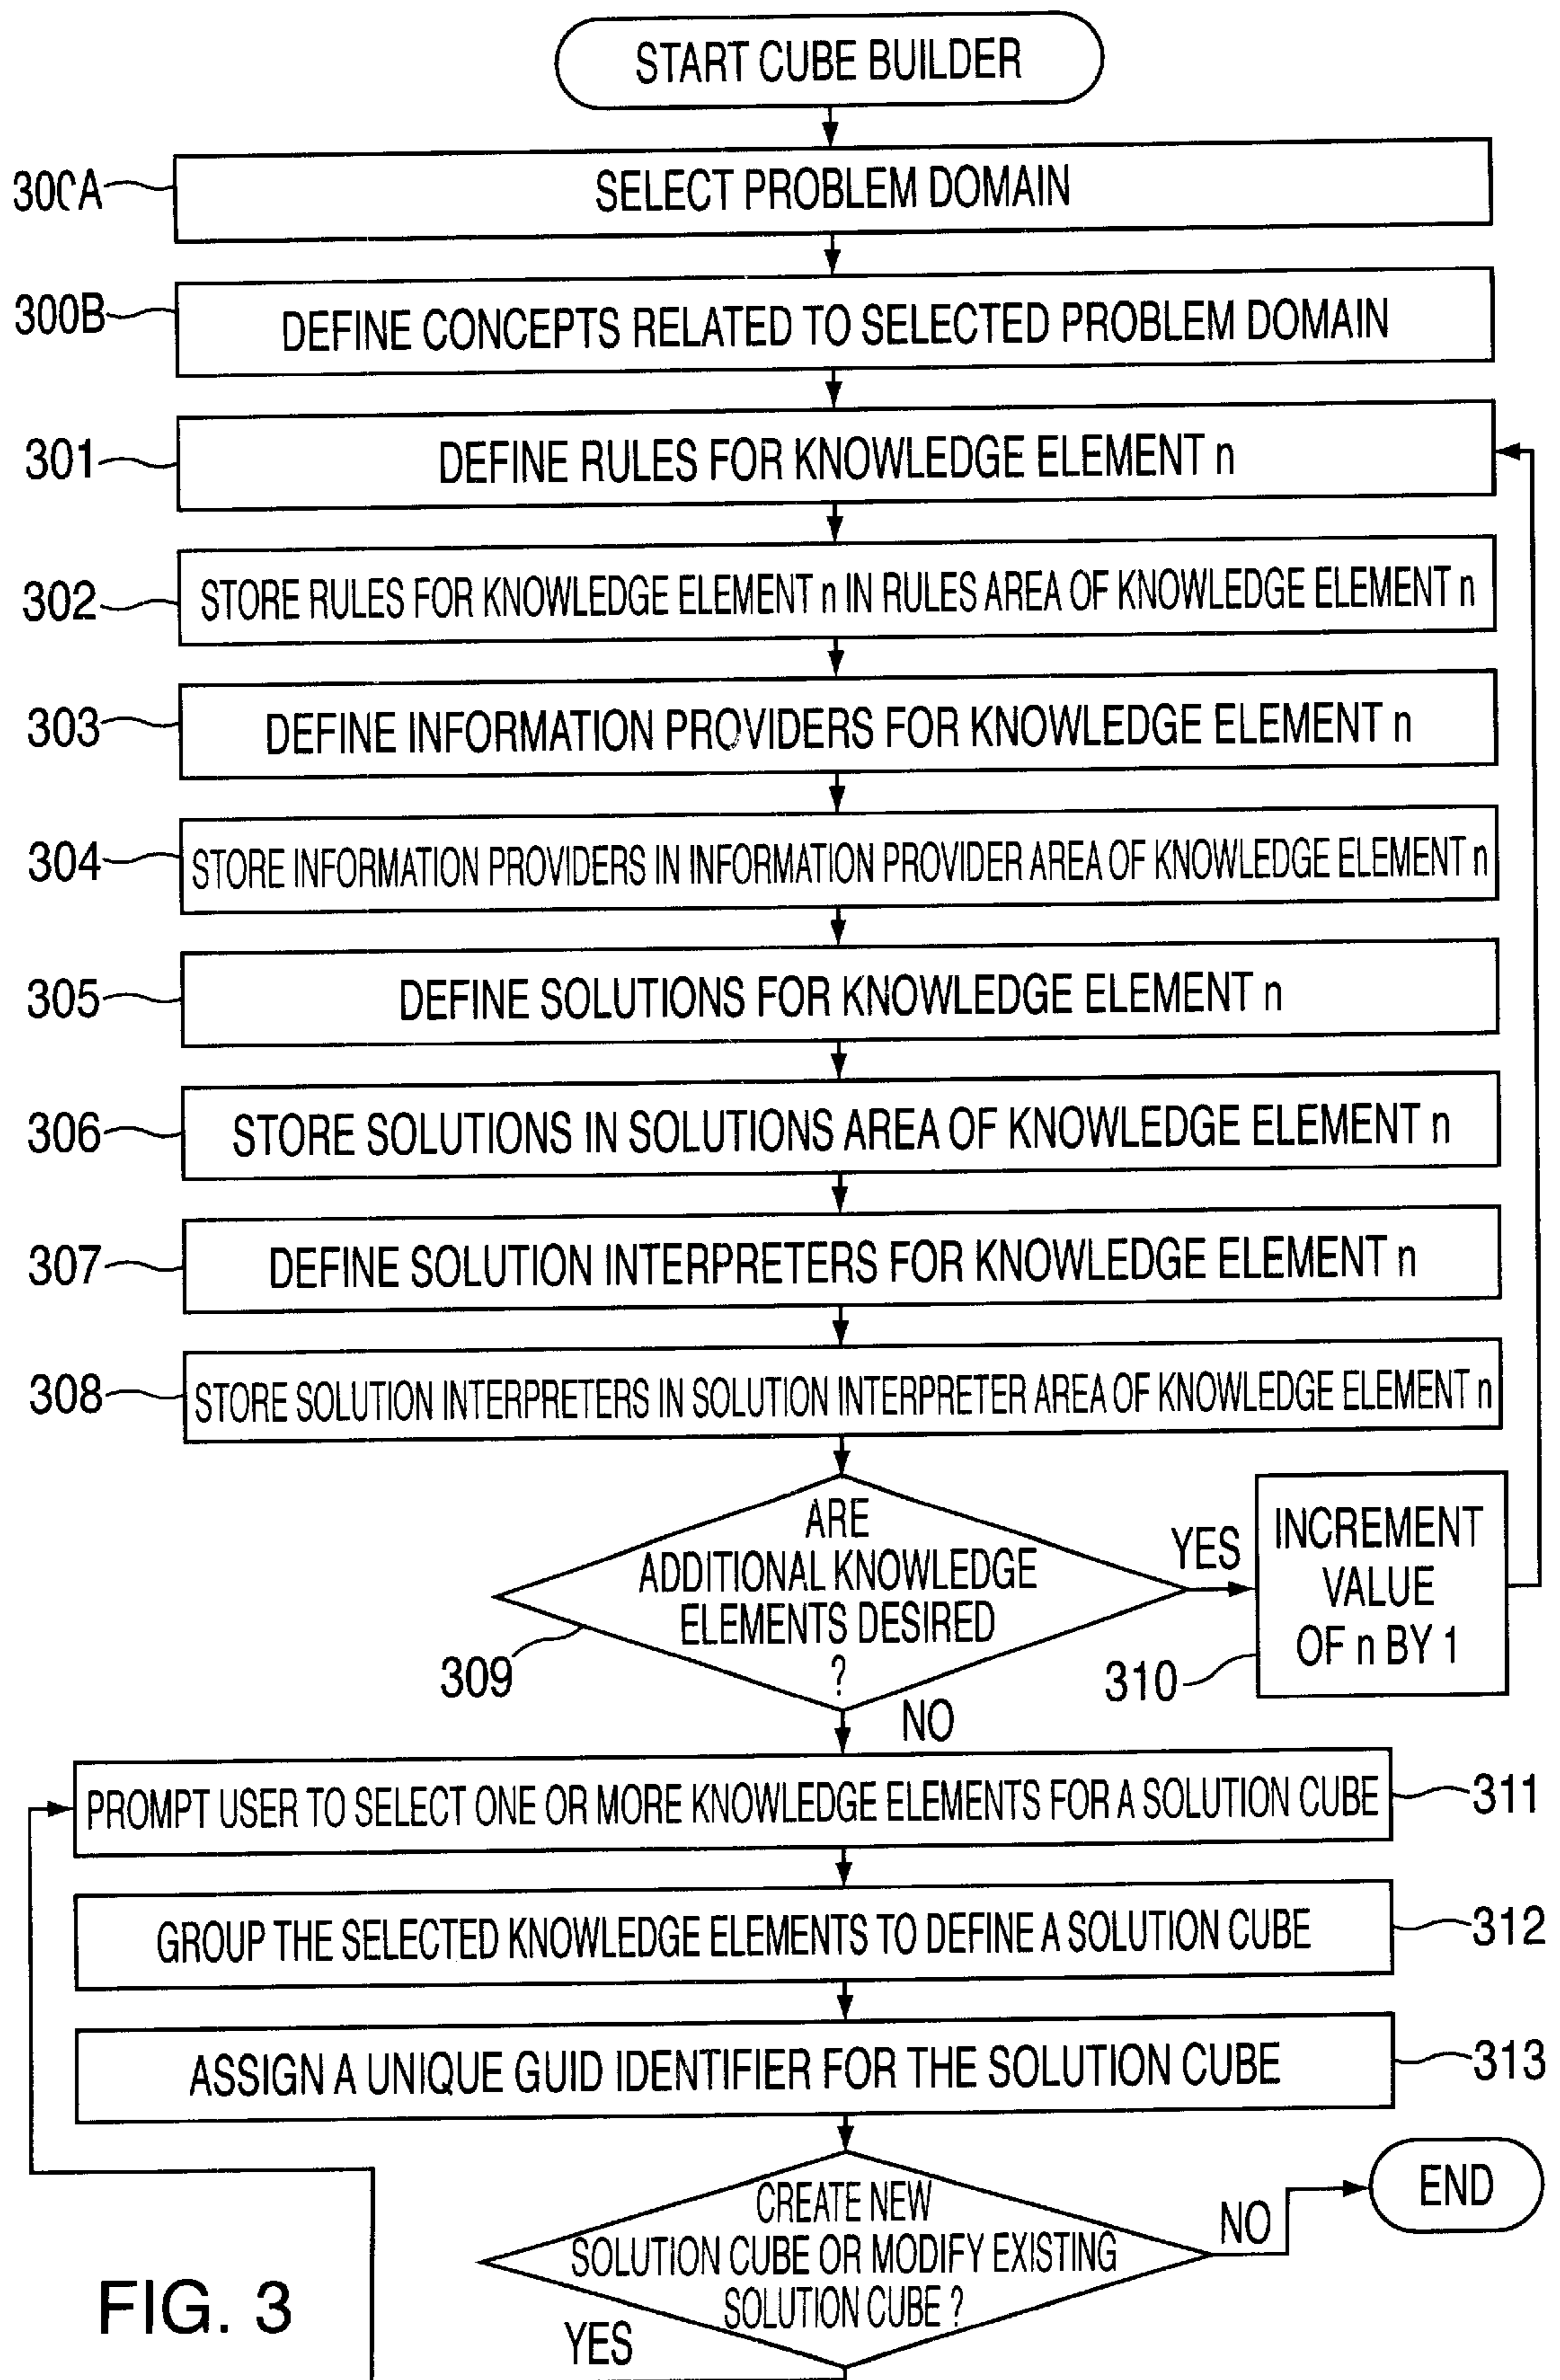 START CUBE BUILDER
300A
SELECT PROBLEM DOMAIN
300B
DEFINE CONCEPTS RELATED TO SELECTED PROBLEM DOMAIN
301
DEFINE RULES FOR KNOWLEDGE ELEMENT n
302
STORE RULES FOR KNOWLEDGE ELEMENT n IN RULES AREA OF KNOWLEDGE ELEMENT n
303
DEFINE INFORMATION PROVIDERS FOR KNOWLEDGE ELEMENT n
304
STORE INFORMATION PROVIDERS IN INFORMATION PROVIDER AREA OF KNOWLEDGE ELEMENT n
305
DEFINE SOLUTIONS FOR KNOWLEDGE ELEMENT n
306
STORE SOLUTIONS IN SOLUTIONS AREA OF KNOWLEDGE ELEMENT n
307
DEFINE SOLUTION INTERPRETERS FOR KNOWLEDGE ELEMENT n
308
STORE SOLUTION INTERPRETERS IN SOLUTION INTERPRETER AREA OF KNOWLEDGE ELEMENT n
ARE
ADDITIONAL KNOWLEDGE
ELEMENTS DESIRED
?
309
YES
INCREMENT
VALUE
OF n BY 1
310
NO
PROMPT USER TO SELECT ONE OR MORE KNOWLEDGE ELEMENTS FOR A SOLUTION CUBE
311
GROUP THE SELECTED KNOWLEDGE ELEMENTS TO DEFINE A SOLUTION CUBE
312
ASSIGN A UNIQUE GUID IDENTIFIER FOR THE SOLUTION CUBE
313
CREATE NEW
SOLUTION CUBE OR MODIFY EXISTING
SOLUTION CUBE ?
NO
END
YES
FIG. 3